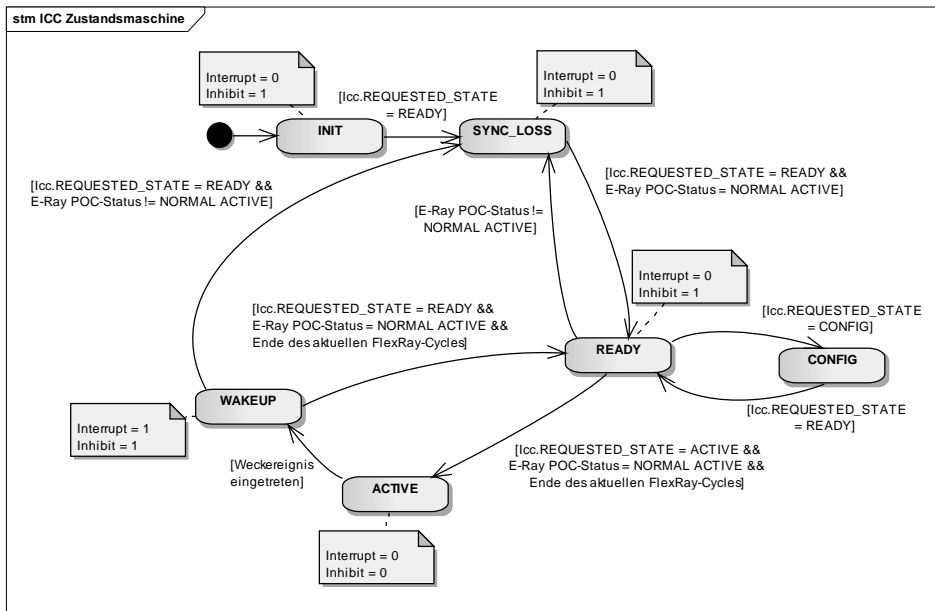 stm ICC Zustandsmaschine
Interrupt = 0
Inhibit = 1
[Icc.REQUESTED_STATE
= READY]
Interrupt = 0
Inhibit = 1
INIT
SYNC_LOSS
[Icc.REQUESTED_STATE = READY &&
E-Ray POC-Status != NORMAL ACTIVE]
[Icc.REQUESTED_STATE = READY &&
E-Ray POC-Status = NORMAL ACTIVE]
[E-Ray POC-Status !=
NORMAL ACTIVE]
Interrupt = 0
Inhibit = 1
[Icc.REQUESTED_STATE = READY &&
E-Ray POC-Status = NORMAL ACTIVE &&
Ende des aktuellen FlexRay-Cycles]
[Icc.REQUESTED_STATE
= CONFIG]
READY
CONFIG
WAKEUP
[Icc.REQUESTED_STATE
= READY]
Interrupt = 1
Inhibit = 1
[Weckereignis
eingetreten]
[Icc.REQUESTED_STATE = ACTIVE &&
E-Ray POC-Status = NORMAL ACTIVE &&
Ende des aktuellen FlexRay-Cycles]
ACTIVE
Interrupt = 0
Inhibit = 0